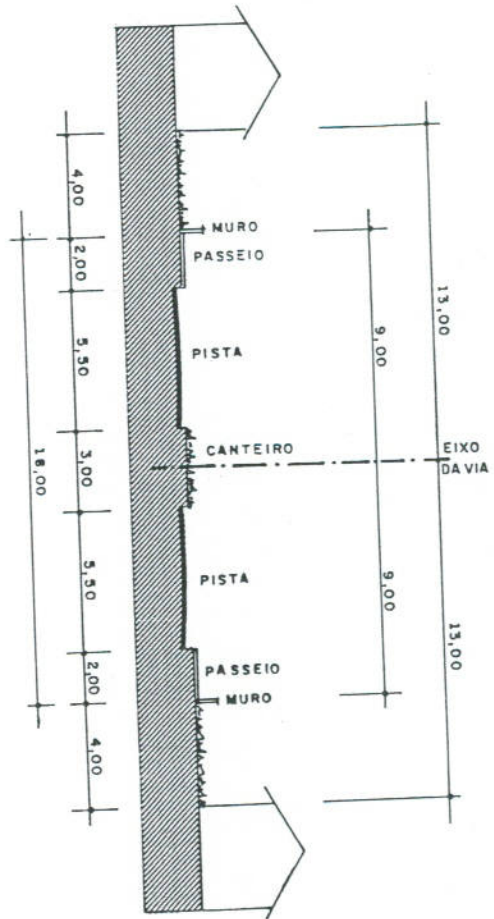 4,00
2,00
5,50
3,00
5,50
2,00
4,00
18,00
MURO
PASSEIO
PISTA
CANTEIRO
PISTA
PASSEIO
MURO
9,00
9,00
13,00
EIXO
DA VIA
13,00